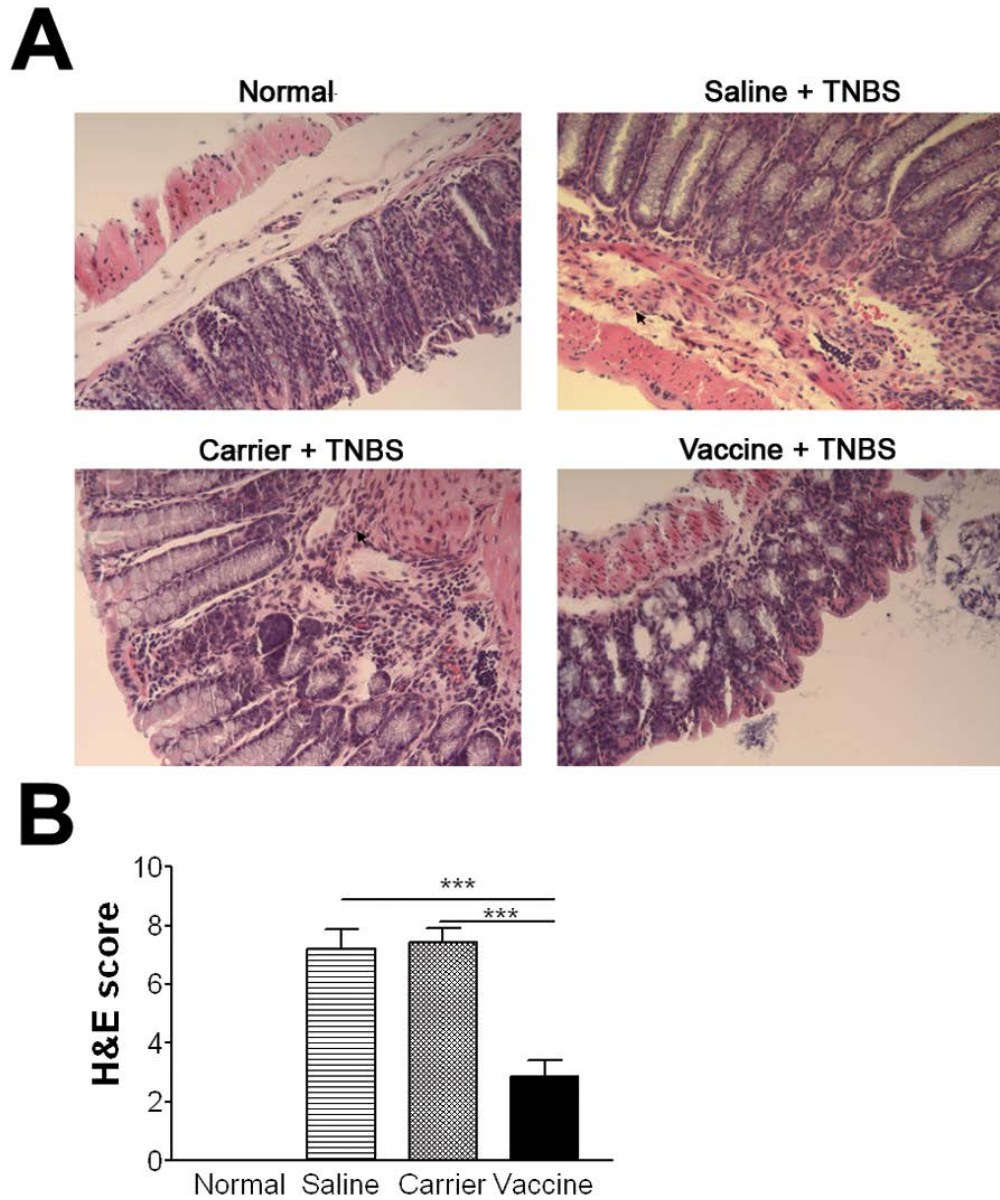 A
Normal
Saline + TNBS
Carrier + TNBS
Vaccine + TNBS
B
10
8
6
4
2
0
H&E score
***
***
Normal Saline Carrier Vaccine